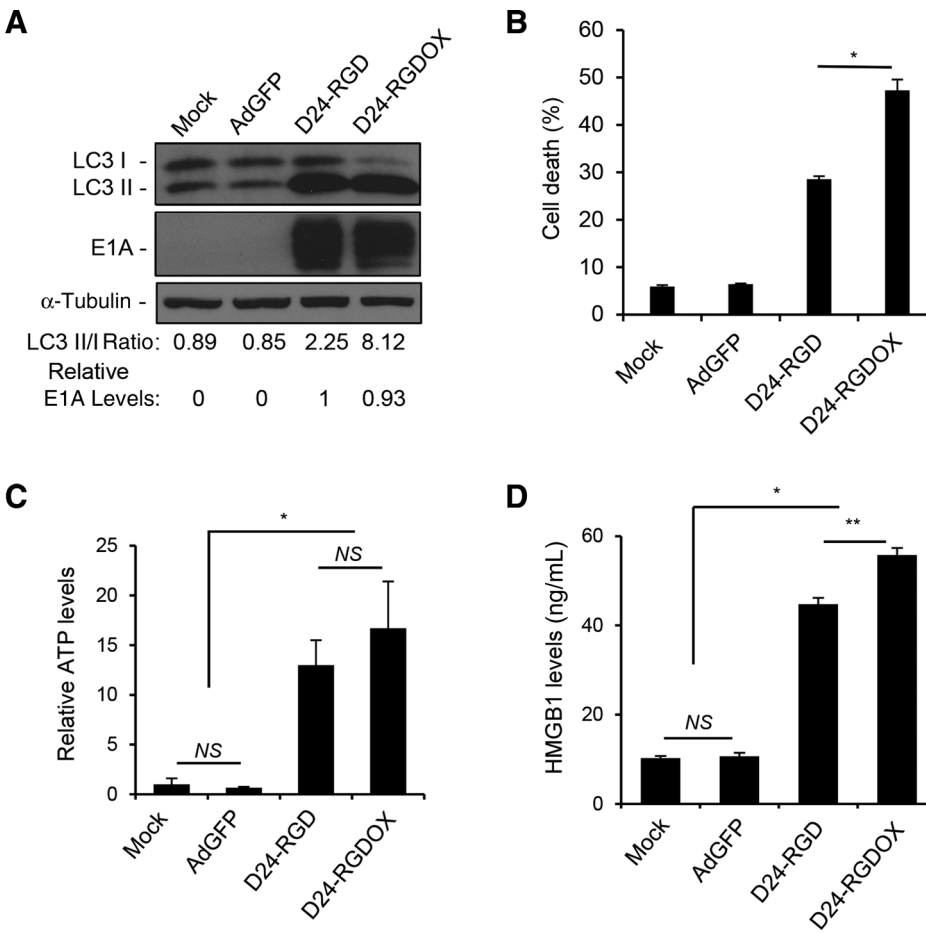 A
Mock
AdGFP
D24-RGD
D24-RGDOX
LC3 I -
LC3 II -
E1A -
α-Tubulin -
LC3 II/I Ratio: 0.89 0.85 2.25 8.12
Relative
E1A Levels: 0 0 1 0.93
B
Cell death (%)
60
50
40
30
20
10
0
*
Mock
AdGFP
D24-RGD
D24-RGDOX
C
Relative ATP levels
25
20
15
10
5
0
*
NS
NS
Mock
AdGFP
D24-RGD
D24-RGDOX
D
HMGB1 levels (ng/mL)
60
40
20
0
*
**
NS
Mock
AdGFP
D24-RGD
D24-RGDOX